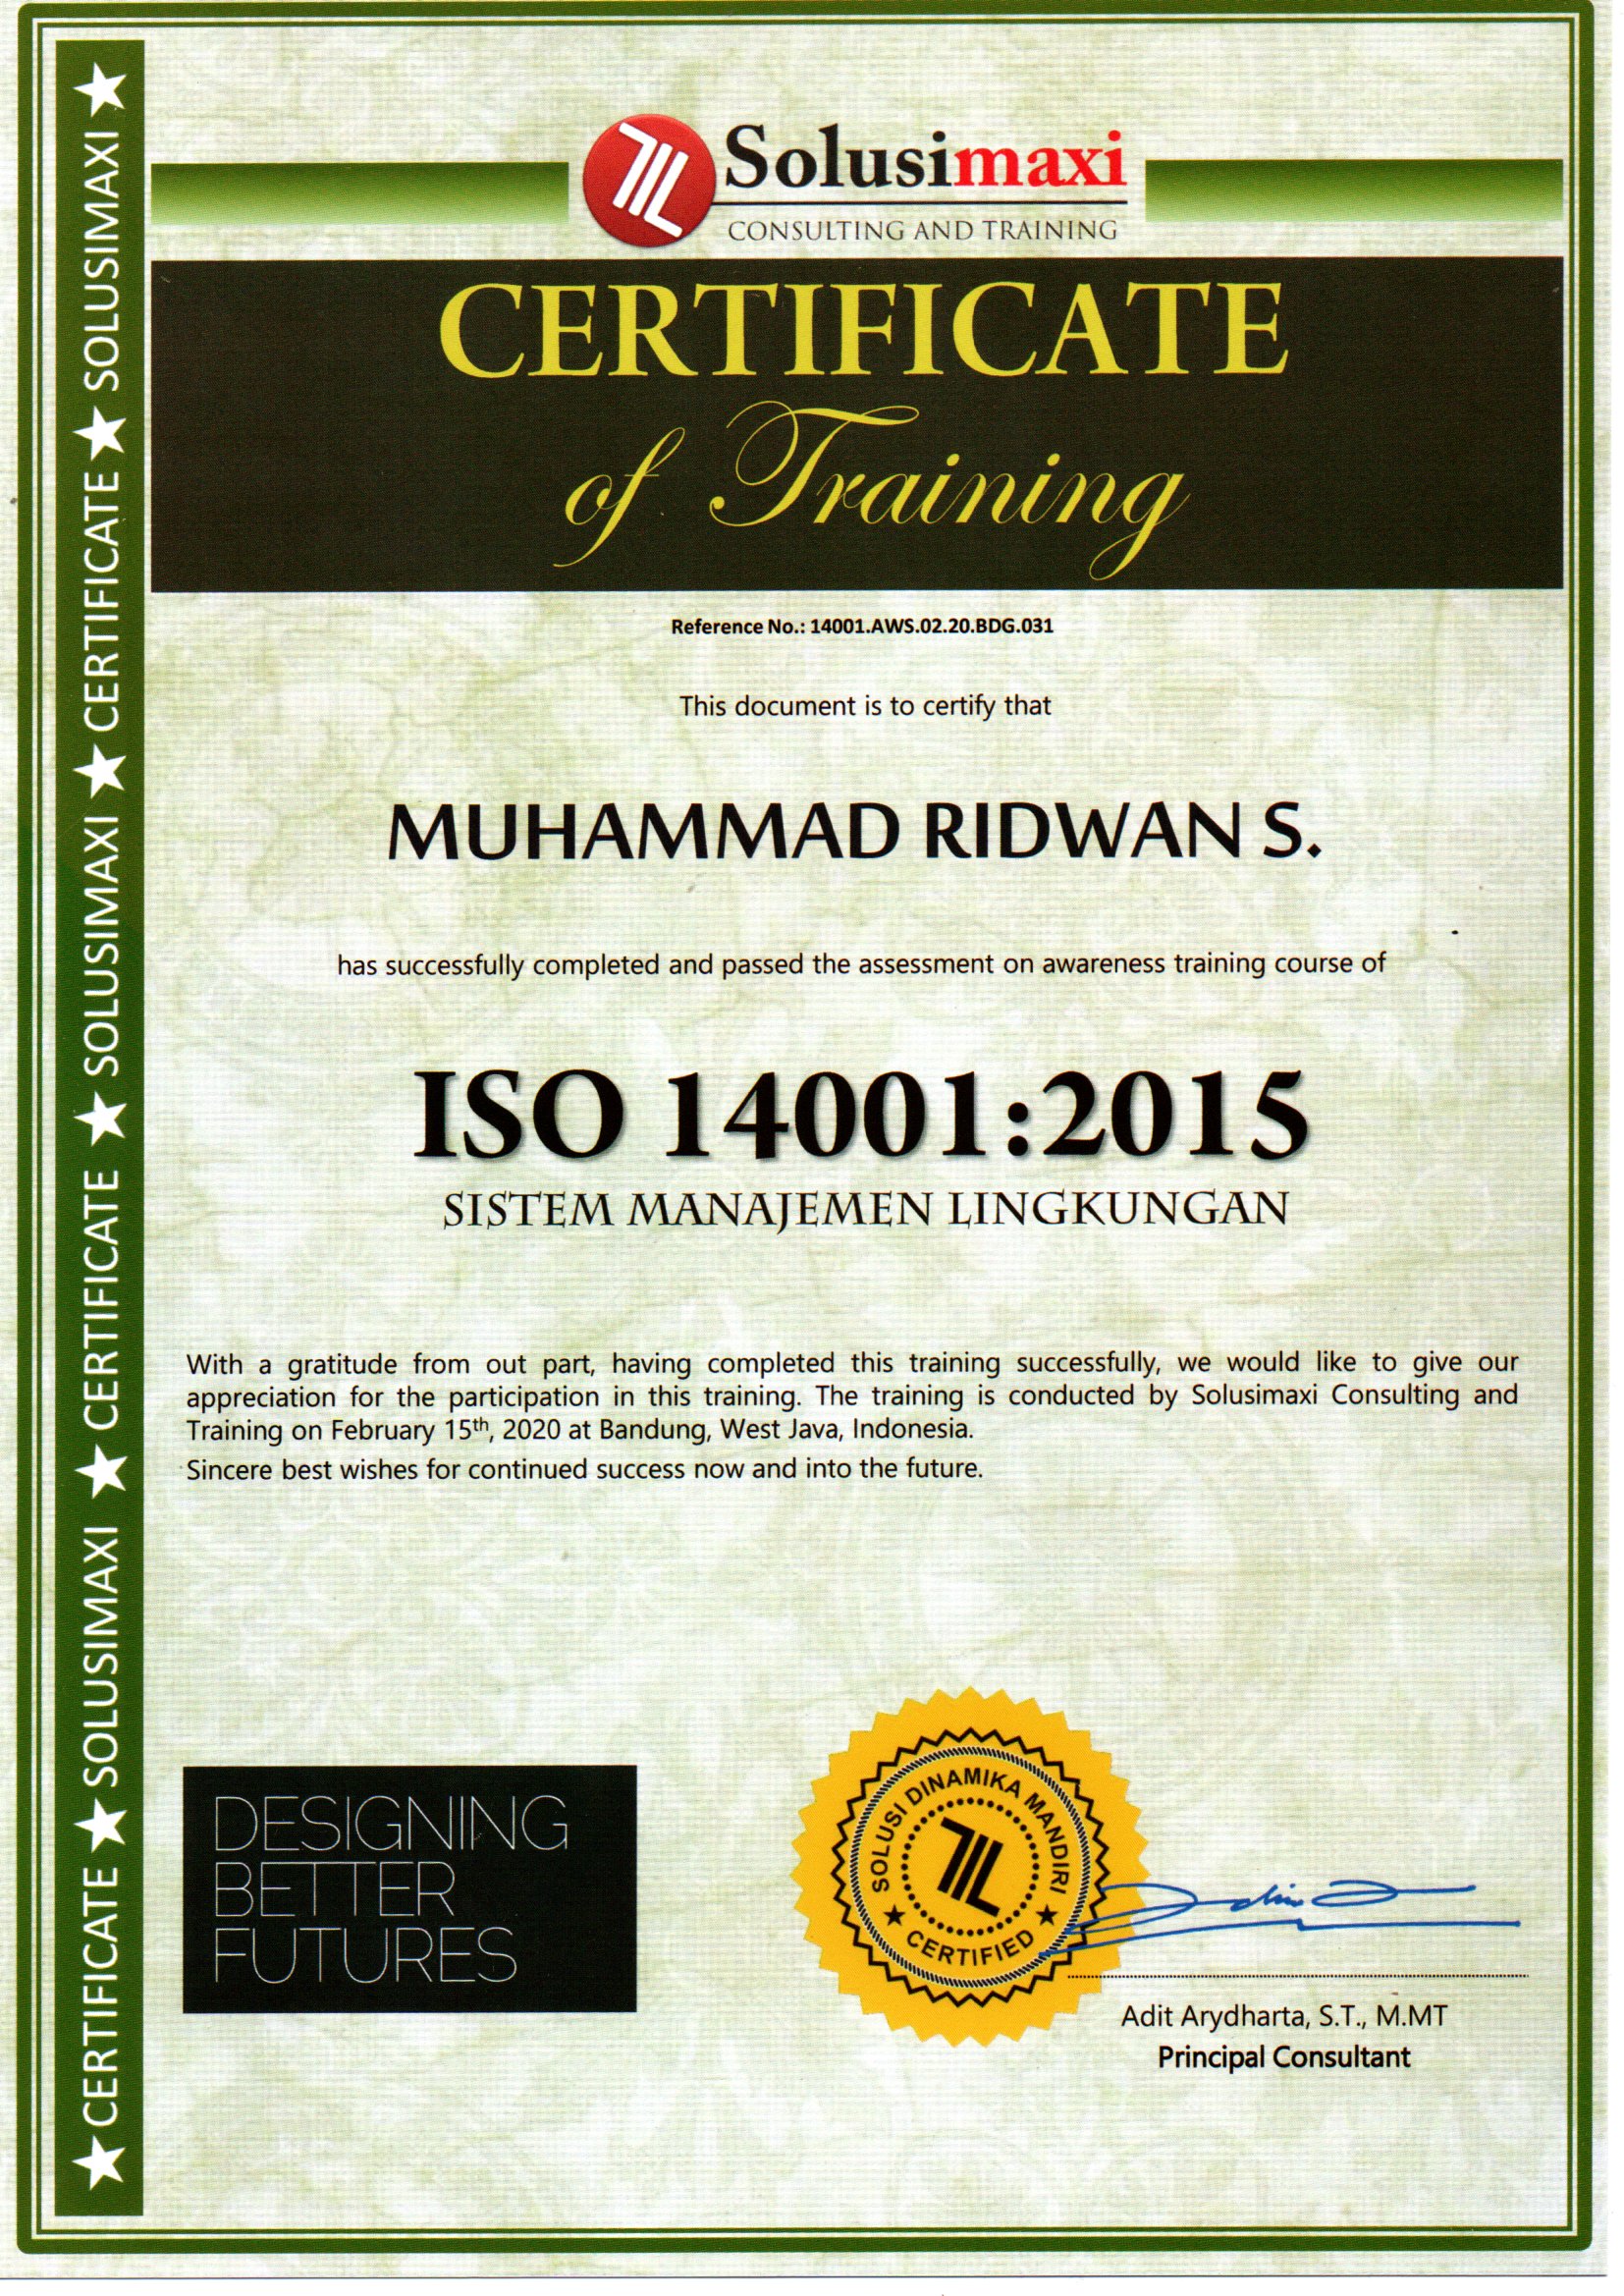 ★ CERTIFICATE ★ SOLUSIMAXI ★ CERTIFICATE ★ SOLUSIMAXI ★ CERTIFICATE ★ SOLUSIMAXI ★
Solusimaxi
CONSULTING AND TRAINING
CERTIFICATE
of Training
Reference No.: 14001.AWS.02.20.BDG.031
This document is to certify that
MUHAMMAD RIDWAN S.
has successfully completed and passed the assessment on awareness training course of
ISO 14001:2015
SISTEM MANAJEMEN LINGKUNGAN
With a gratitude from out part, having completed this training successfully, we would like to give our
appreciation for the participation in this training. The training is conducted by Solusimaxi Consulting and
Training on February 15th, 2020 at Bandung, West Java, Indonesia.
Sincere best wishes for continued success now and into the future.
DESIGNING
BETTER
FUTURES
SOLUSI DINAMIKA MANDIRI
★ CERTIFIED ★
Adit Arydharta, S.T., M.MT
Principal Consultant